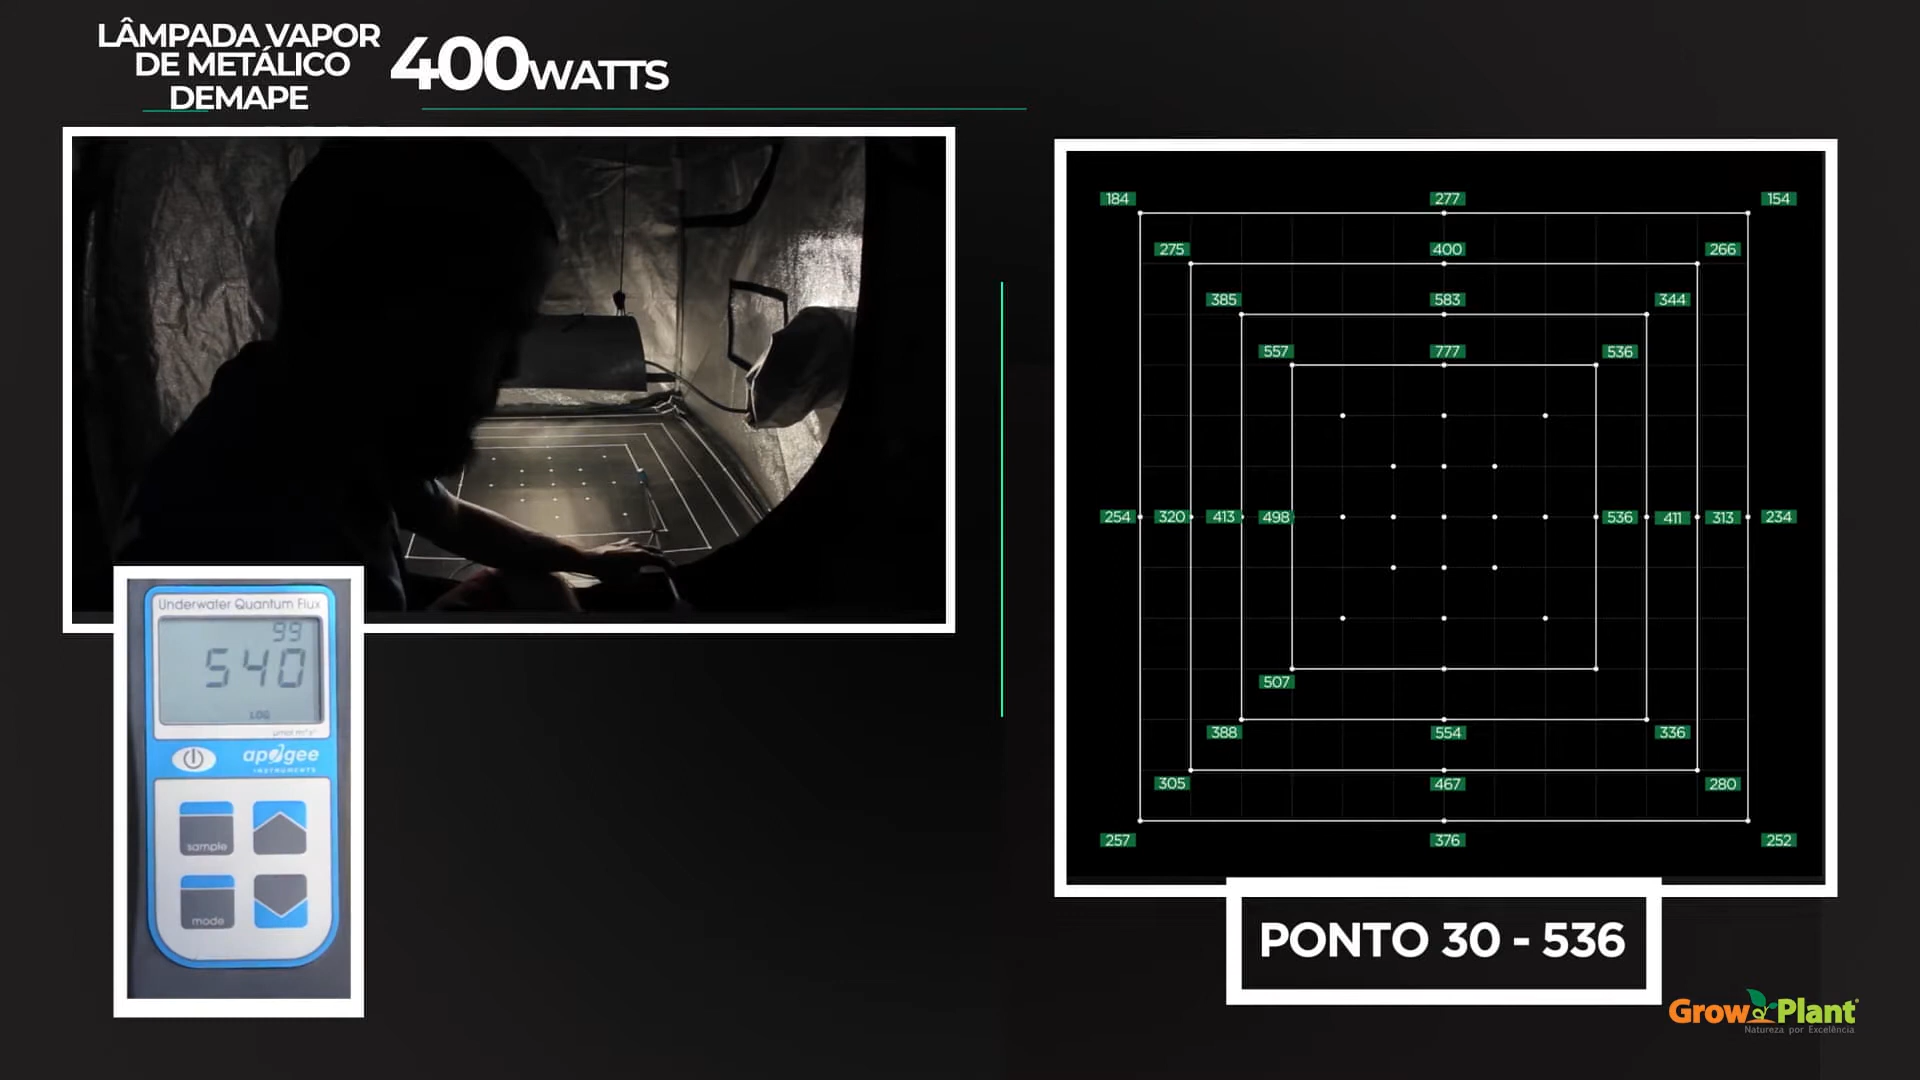 LÂMPADA VAPOR
DE METÁLICO
DEMAPE
400WATTS
Underwater Quantum Flux
99
540
LOG
apogee
INSTRUMENTS
sample
mode
184 277 154
275 400 266
385 583 344
557 777 536
254 320 413 498 536 411 313 234
507
388 554 336
305 467 280
257 376 252
PONTO 30 - 536
GrowPlant
Natureza por Excelência